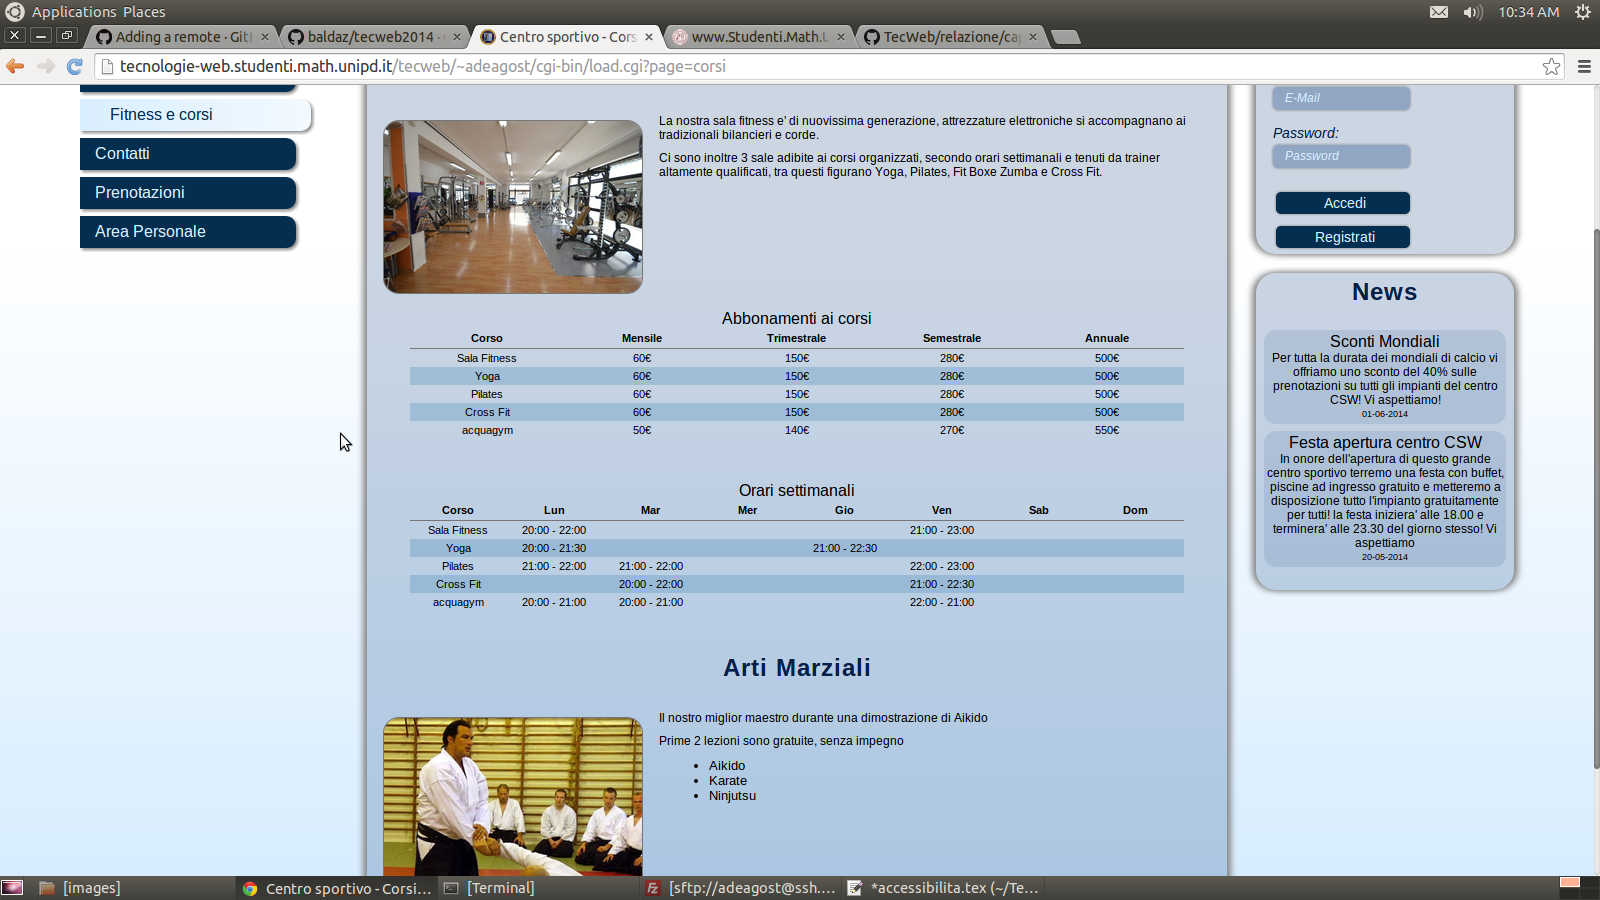 Applications Places
10:34 AM
Adding a remote · Git
baldaz/tecweb2014 ·
Centro sportivo - Cors
www.Studenti.Math.U
TecWeb/relazione/ca
tecnologie-web.studenti.math.unipd.it/tecweb/~adeagost/cgi-bin/load.cgi?page=corsi
Fitness e corsi
Contatti
Prenotazioni
Area Personale
La nostra sala fitness e' di nuovissima generazione, attrezzature elettroniche si accompagnano ai
tradizionali bilancieri e corde.
Ci sono inoltre 3 sale adibite ai corsi organizzati, secondo orari settimanali e tenuti da trainer
altamente qualificati, tra questi figurano Yoga, Pilates, Fit Boxe Zumba e Cross Fit.
Abbonamenti ai corsi
Corso Mensile Trimestrale Semestrale Annuale
Sala Fitness 60€ 150€ 280€ 500€
Yoga 60€ 150€ 280€ 500€
Pilates 60€ 150€ 280€ 500€
Cross Fit 60€ 150€ 280€ 500€
acquagym 50€ 140€ 270€ 550€
Orari settimanali
Corso Lun Mar Mer Gio Ven Sab Dom
Sala Fitness 20:00 - 22:00 21:00 - 23:00
Yoga 20:00 - 21:30 21:00 - 22:30
Pilates 21:00 - 22:00 21:00 - 22:00 22:00 - 23:00
Cross Fit 20:00 - 22:00 21:00 - 22:30
acquagym 20:00 - 21:00 20:00 - 21:00 22:00 - 21:00
Arti Marziali
Il nostro miglior maestro durante una dimostrazione di Aikido
Prime 2 lezioni sono gratuite, senza impegno
• Aikido
• Karate
• Ninjutsu
E-Mail
Password:
Password
Accedi
Registrati
News
Sconti Mondiali
Per tutta la durata dei mondiali di calcio vi
offriamo uno sconto del 40% sulle
prenotazioni su tutti gli impianti del centro
CSW! Vi aspettiamo!
01-06-2014
Festa apertura centro CSW
In onore dell'apertura di questo grande
centro sportivo terremo una festa con buffet,
piscine ad ingresso gratuito e metteremo a
disposizione tutto l'impianto gratuitamente
per tutti! la festa iniziera' alle 18.00 e
terminera' alle 23.30 del giorno stesso! Vi
aspettiamo
20-05-2014
[images]
Centro sportivo - Corsi...
[Terminal]
[sftp://adeagost@ssh....
*accessibilita.tex (~/Te...